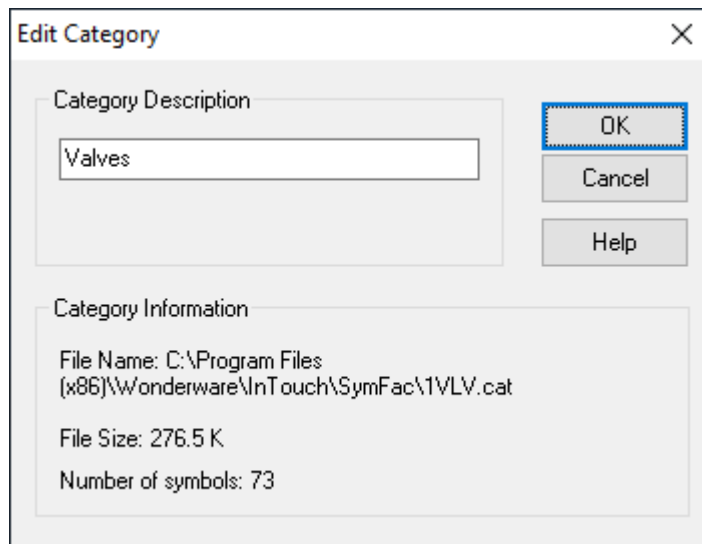 Edit Category
Category Description
Valves
OK
Cancel
Help
Category Information
File Name: C:\Program Files
(x86)\Wonderware\InTouch\SymFac\1VLV.cat
File Size: 276.5 K
Number of symbols: 73